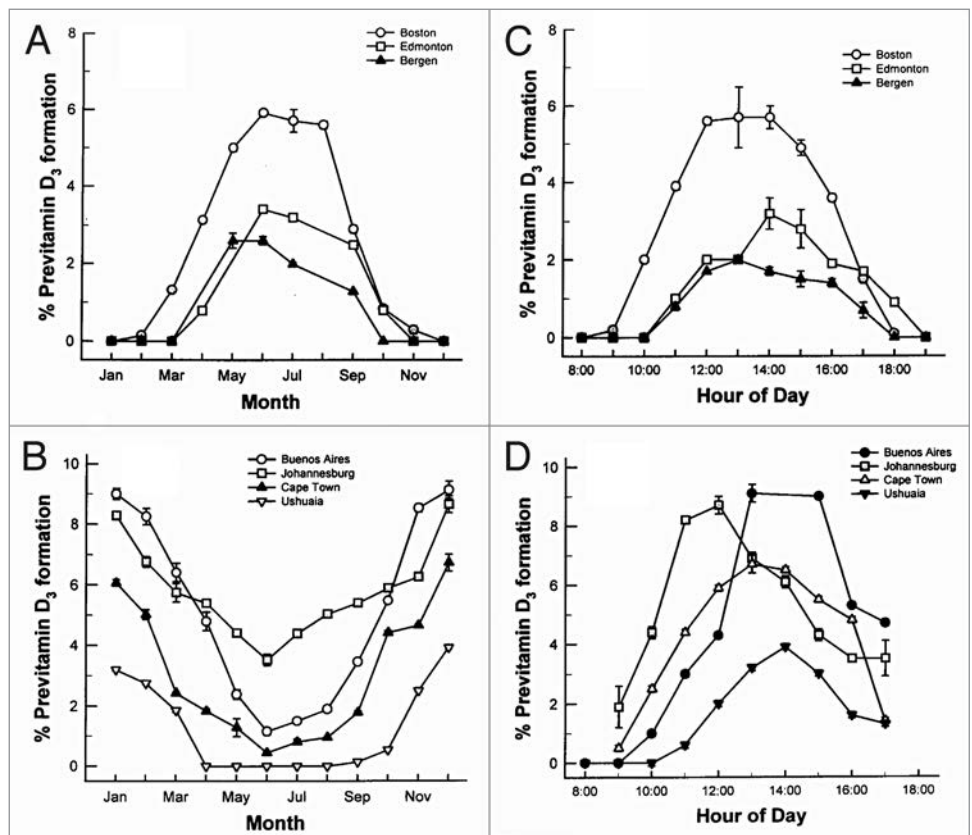 A
Boston
Edmonton
Bergen
% Previtamin D₃ formation
8
6
4
2
0
Jan
Mar
May
Jul
Sep
Nov
Month
C
Boston
Edmonton
Bergen
% Previtamin D₃ formation
8
6
4
2
0
8:00
10:00
12:00
14:00
16:00
18:00
Hour of Day
B
Buenos Aires
Johannesburg
Cape Town
Ushuaia
% Previtamin D₃ formation
10
8
6
4
2
0
Jan
Mar
May
Jul
Sep
Nov
Month
D
Buenos Aires
Johannesburg
Cape Town
Ushuaia
% Previtamin D₃ formation
10
8
6
4
2
0
8:00
10:00
12:00
14:00
16:00
18:00
Hour of Day